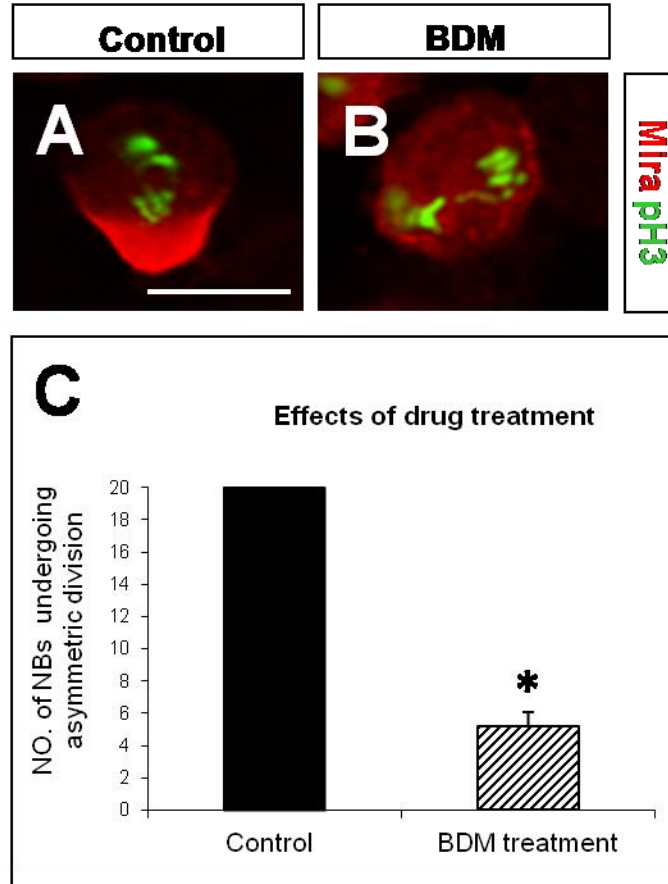 Control
BDM
A
B
Mira pH3
C
Effects of drug treatment
NO. of NBs undergoing
asymmetric division
20
18
16
14
12
10
8
6
4
2
0
*
Control
BDM treatment